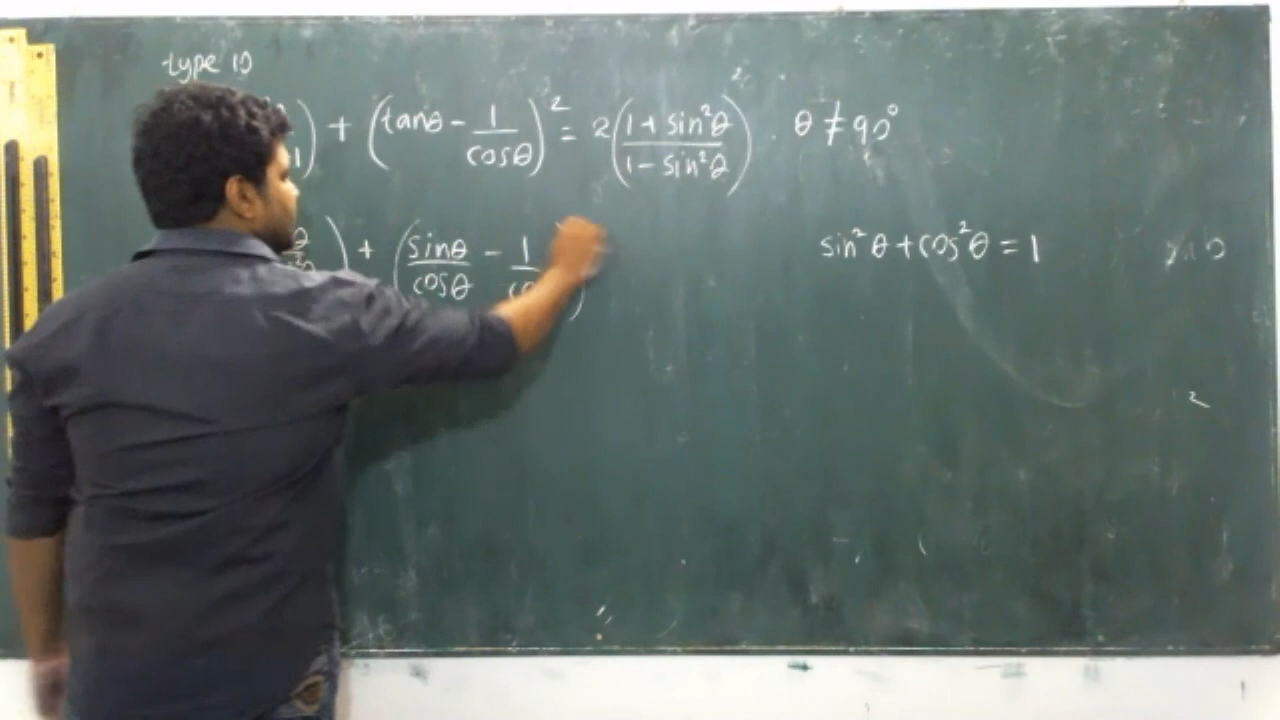 type 10
) + (tanθ - 1/cosθ)² = 2(1 + sin²θ / 1 - sin²θ) . θ ≠ 90°
) + (sinθ/cosθ - 1/
sin²θ + cos²θ = 1